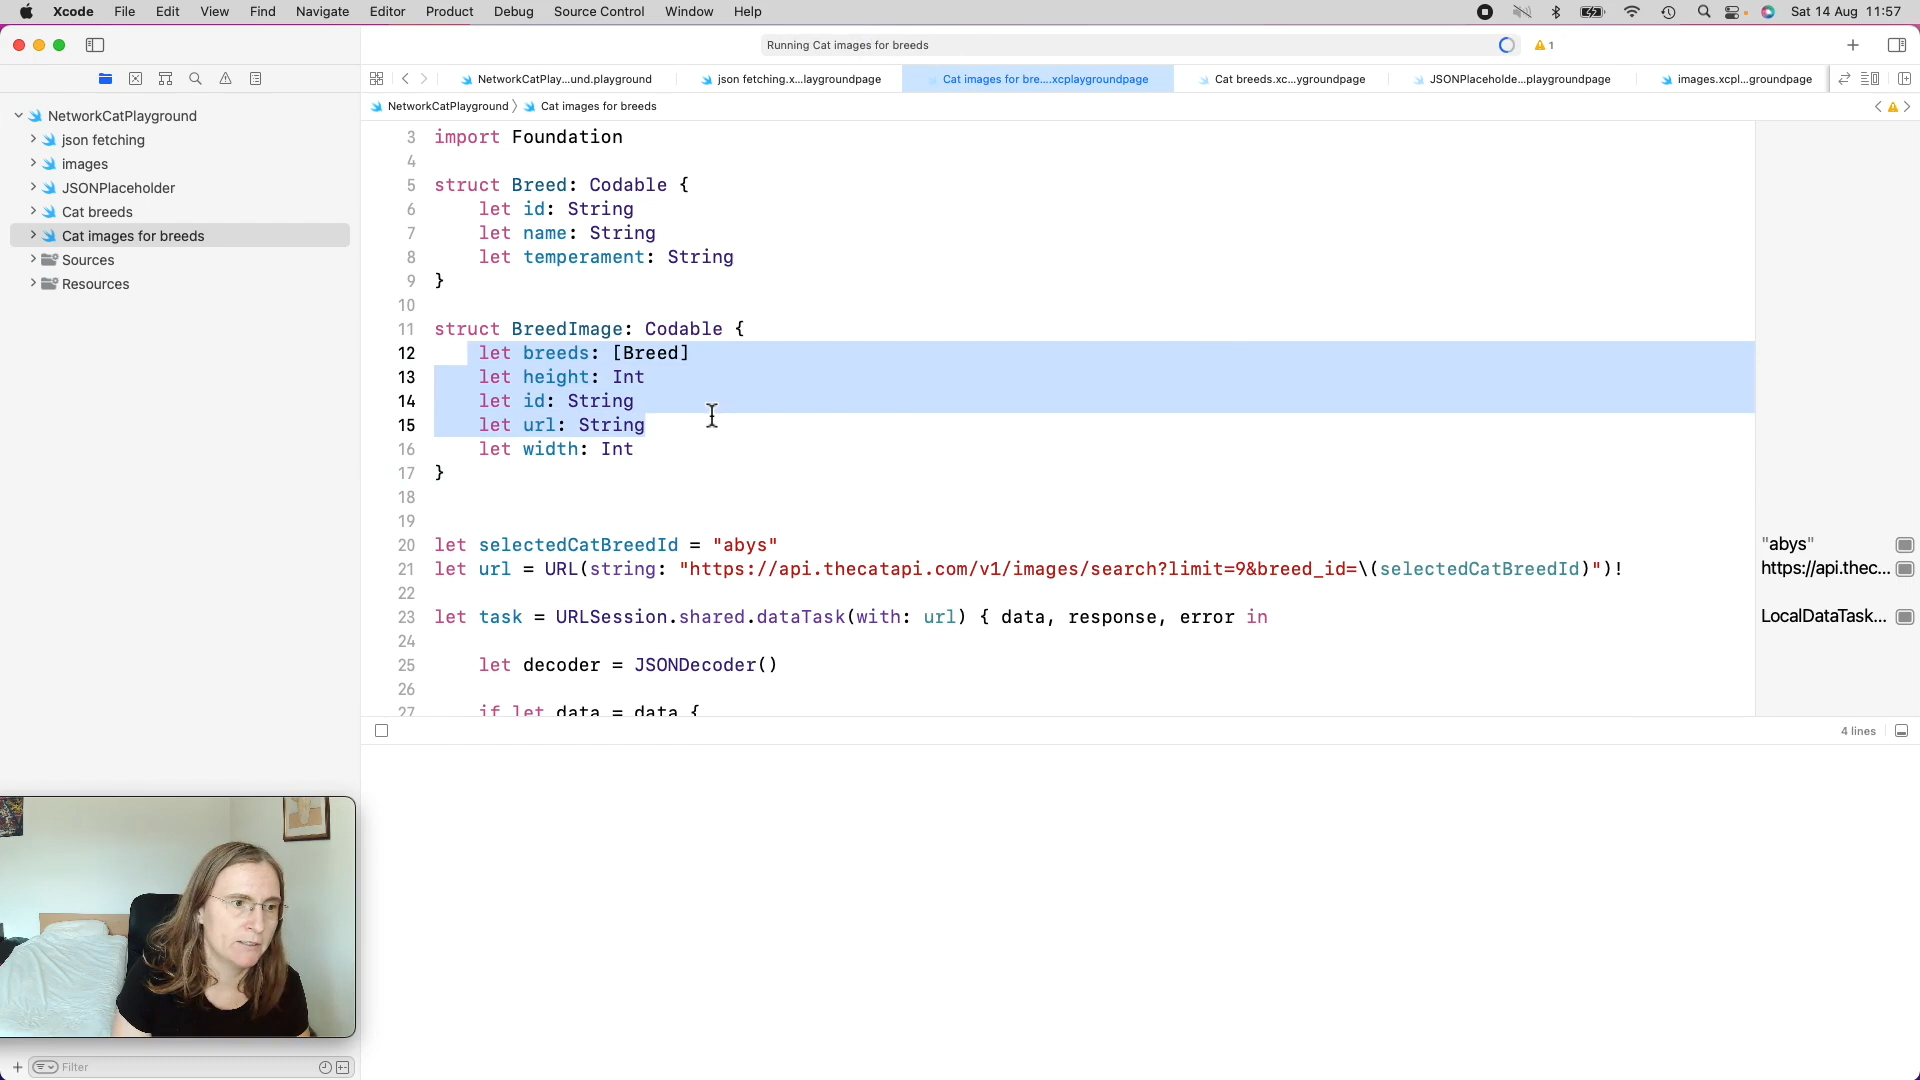 Xcode File Edit View Find Navigate Editor Product Debug Source Control Window Help Sat 14 Aug 11:57
Running Cat images for breeds 1
NetworkCatPlay...und.playground json fetching.x...laygroundpage Cat images for bre....xcplaygroundpage Cat breeds.xc...ygroundpage JSONPlaceholde...playgroundpage images.xcpl...groundpage
NetworkCatPlayground Cat images for breeds
NetworkCatPlayground
json fetching
images
JSONPlaceholder
Cat breeds
Cat images for breeds
Sources
Resources
3 import Foundation
4
5 struct Breed: Codable {
6 let id: String
7 let name: String
8 let temperament: String
9 }
10
11 struct BreedImage: Codable {
12 let breeds: [Breed]
13 let height: Int
14 let id: String
15 let url: String
16 let width: Int
17 }
18
19
20 let selectedCatBreedId = "abys"
21 let url = URL(string: "https://api.thecatapi.com/v1/images/search?limit=9&breed_id=\(selectedCatBreedId)")!
22
23 let task = URLSession.shared.dataTask(with: url) { data, response, error in
24
25 let decoder = JSONDecoder()
26
27 if let data = data {
"abys"
https://api.thec...
LocalDataTask...
4 lines
Filter